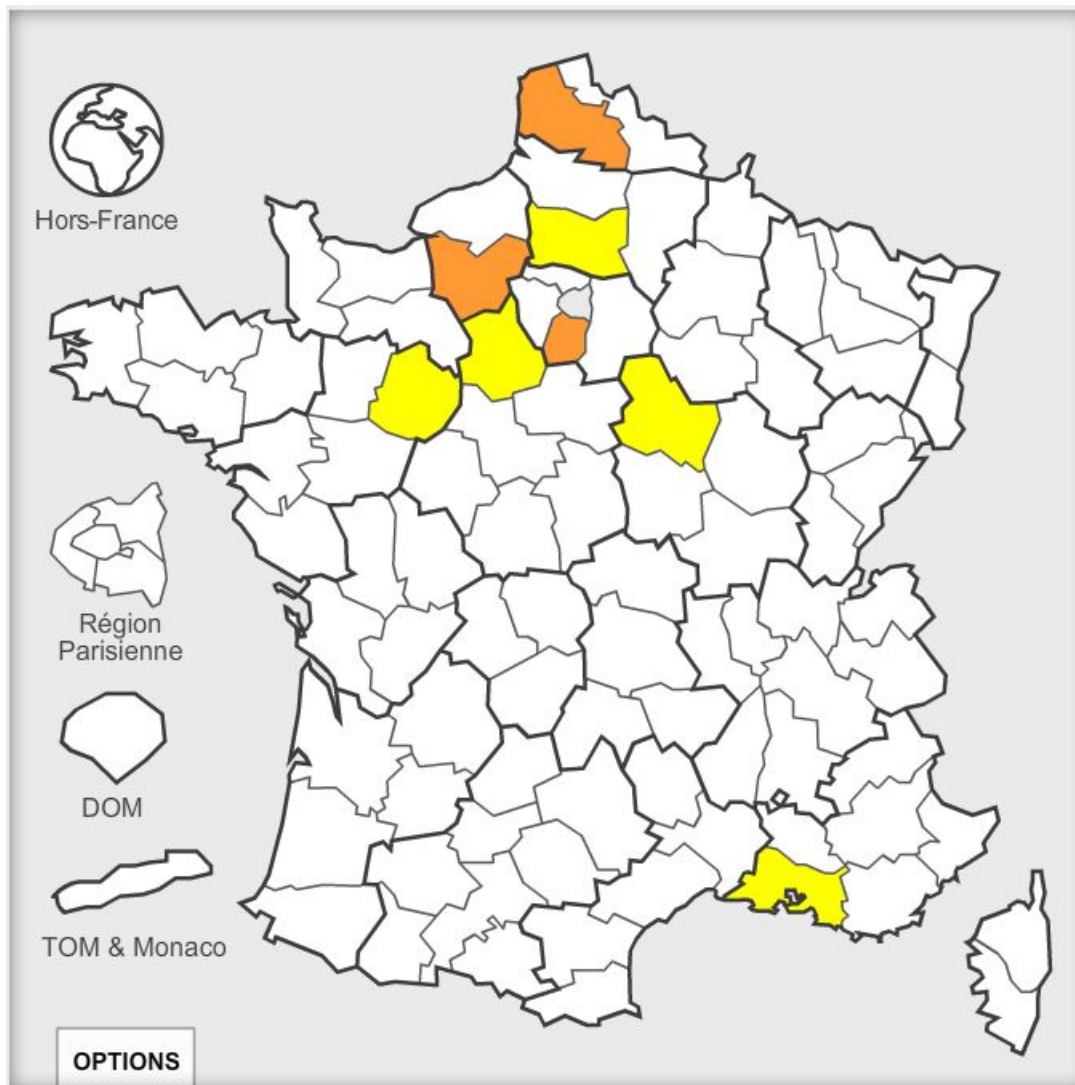 Hors-France
Région
Parisienne
DOM
TOM & Monaco
OPTIONS